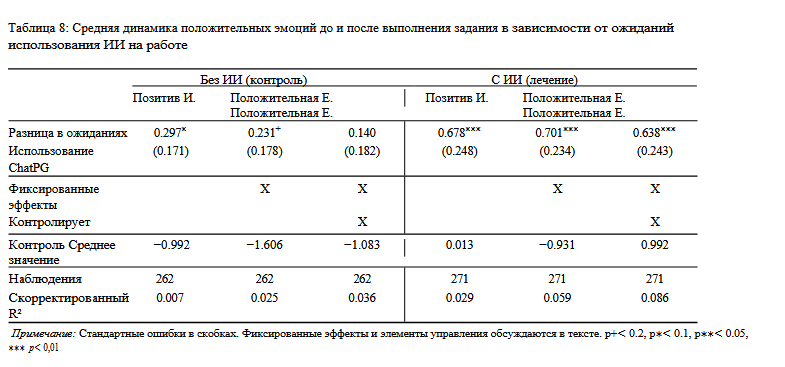 Таблица 8: Средняя динамика положительных эмоций до и после выполнения задания в зависимости от ожиданий
использования ИИ на работе
Без ИИ (контроль) С ИИ (лечение)
Позитив И. Положительная Е. Позитив И. Положительная Е.
Положительная Е. Положительная Е.
Разница в ожиданиях 0.297* 0.231+ 0.140 0.678*** 0.701*** 0.638***
Использование (0.171) (0.178) (0.182) (0.248) (0.234) (0.243)
ChatPG
Фиксированные X X X X
эффекты
Контролирует X X
Контроль Среднее −0.992 −1.606 −1.083 0.013 −0.931 0.992
значение
Наблюдения 262 262 262 271 271 271
Скорректированный 0.007 0.025 0.036 0.029 0.059 0.086
R²
Примечание: Стандартные ошибки в скобках. Фиксированные эффекты и элементы управления обсуждаются в тексте. p+< 0.2, p∗< 0.1, p∗∗< 0.05,
∗∗∗ p< 0,01